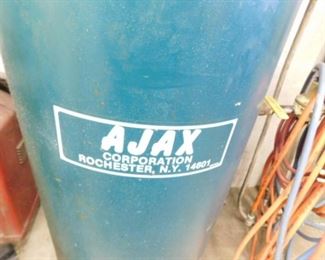 AJAX
CORPORATION
ROCHESTER, N.Y. 14601